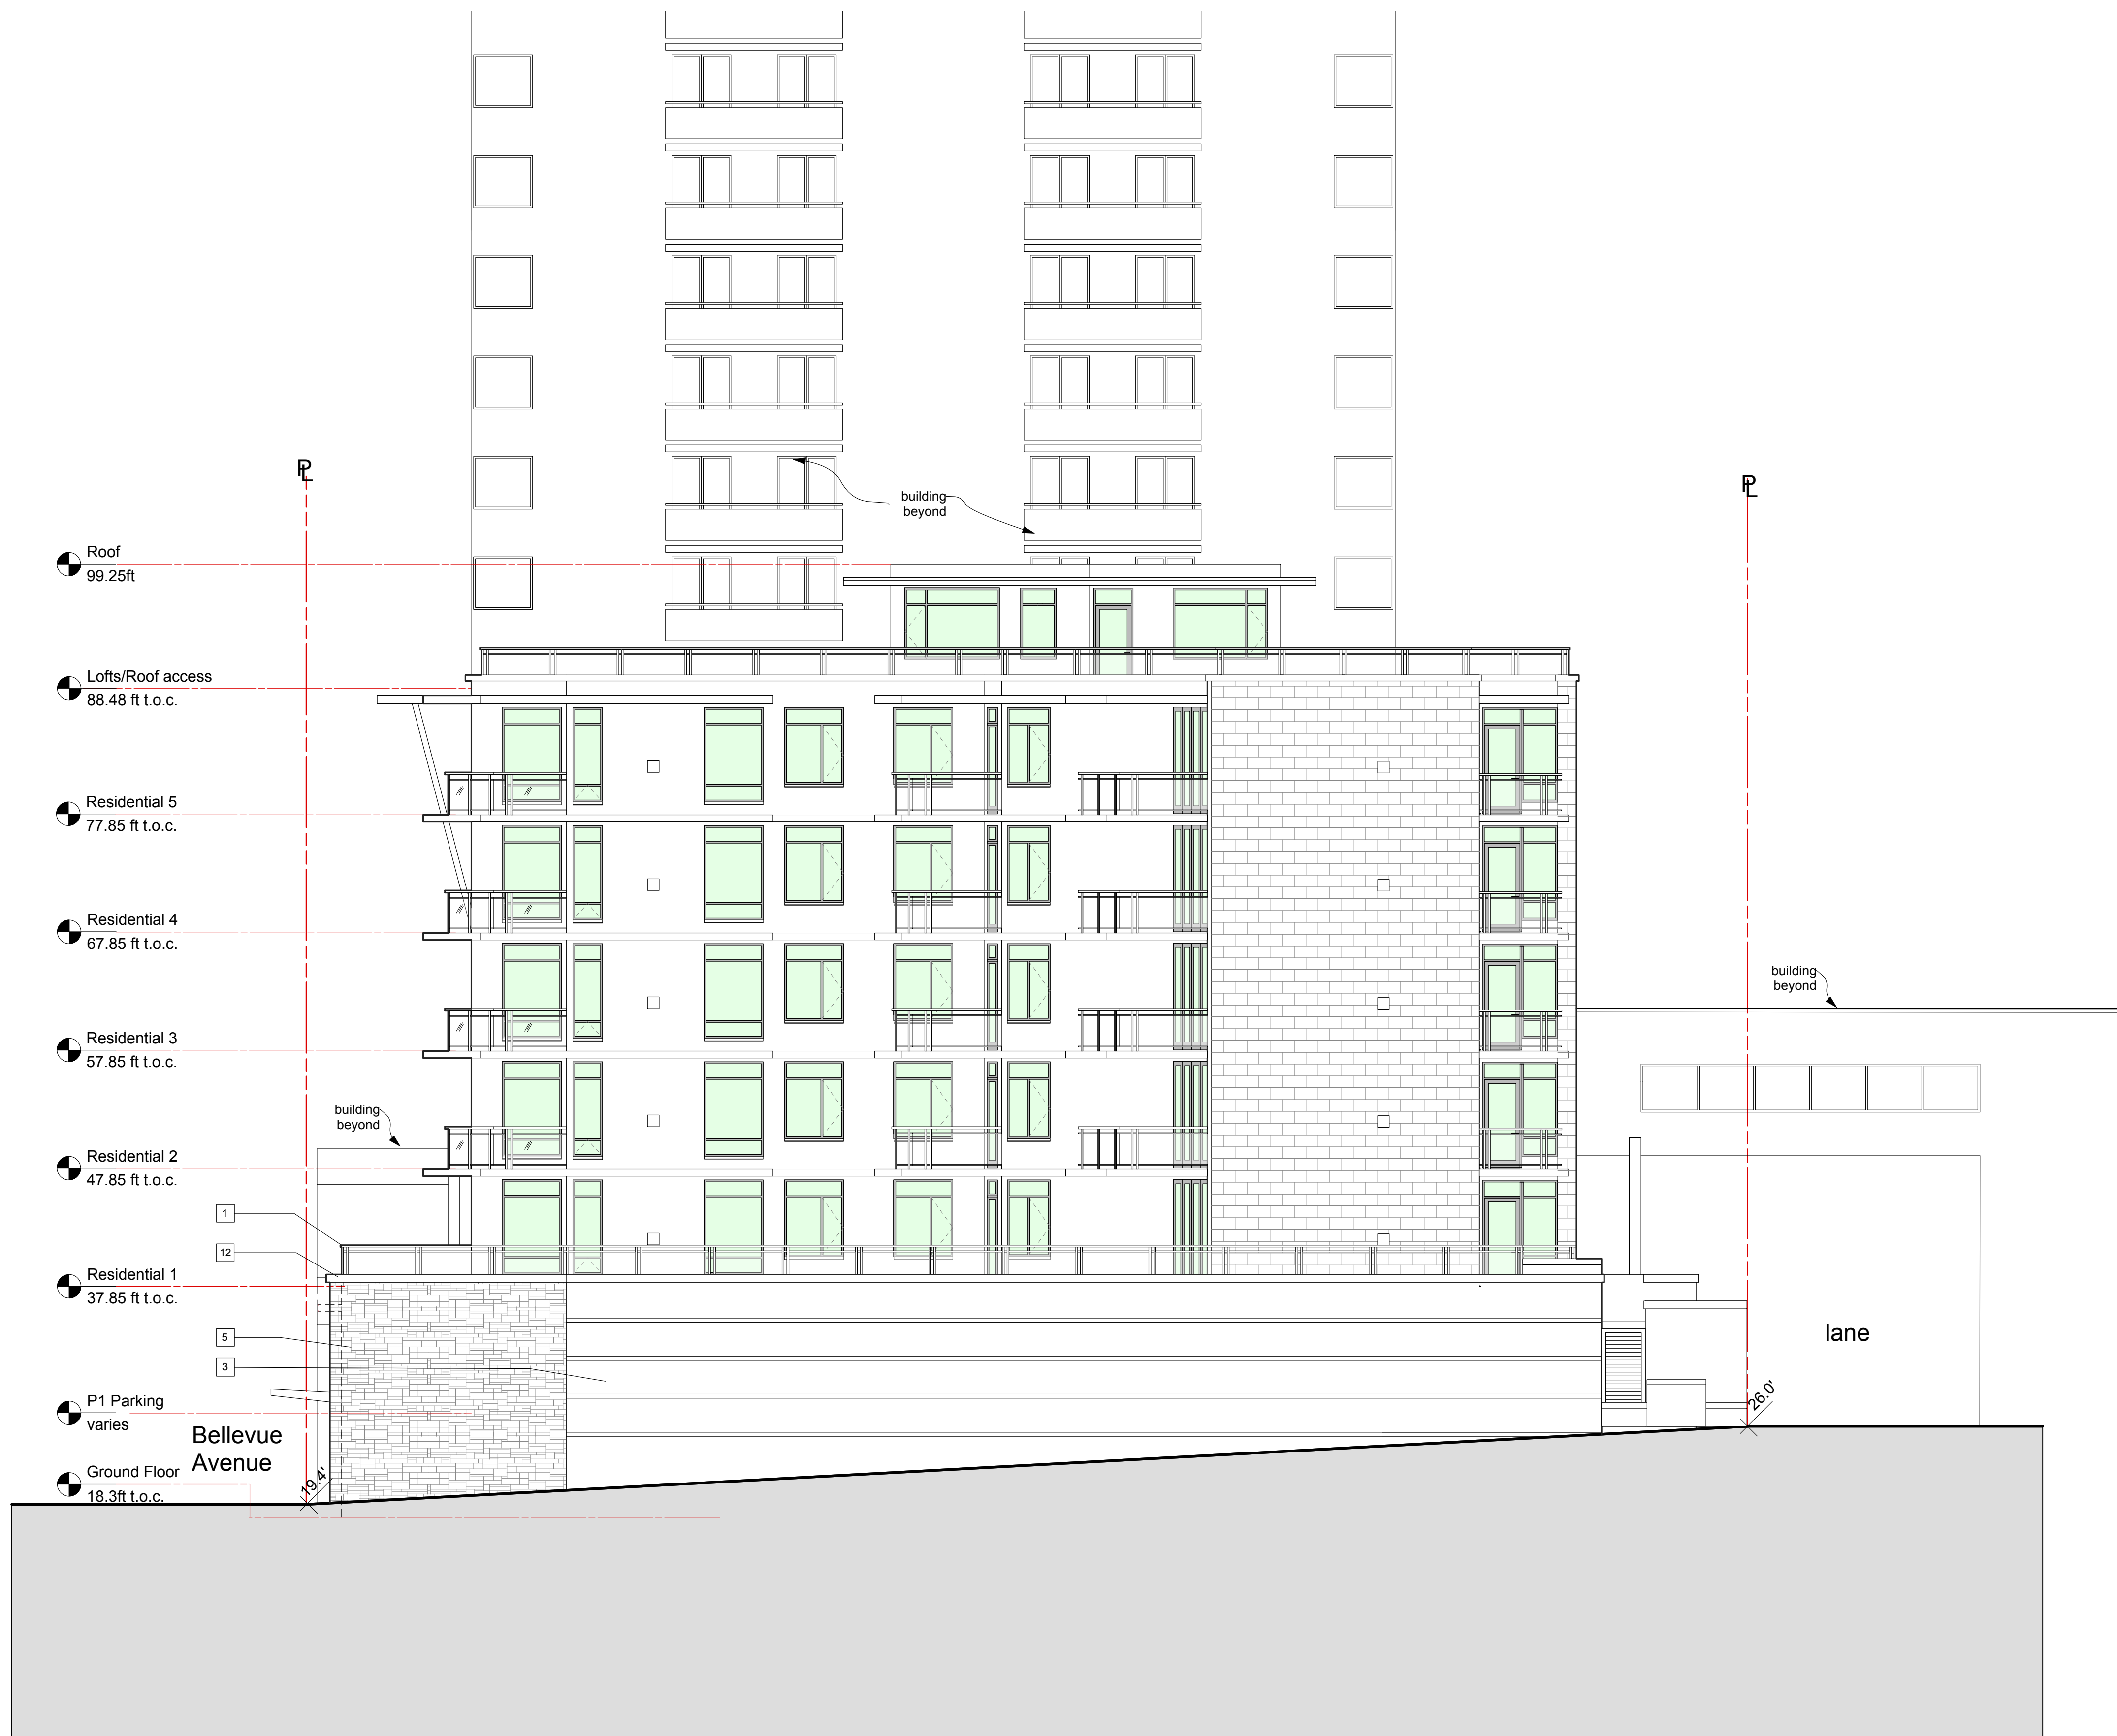 PL
PL
building
beyond
Roof
99.25ft
Lofts/Roof access
88.48 ft t.o.c.
Residential 5
77.85 ft t.o.c.
Residential 4
67.85 ft t.o.c.
building
beyond
Residential 3
57.85 ft t.o.c.
building
beyond
Residential 2
47.85 ft t.o.c.
1
12
Residential 1
37.85 ft t.o.c.
5
lane
3
P1 Parking
varies
26.0'
Bellevue
Avenue
Ground Floor
18.3ft t.o.c.
19.4'